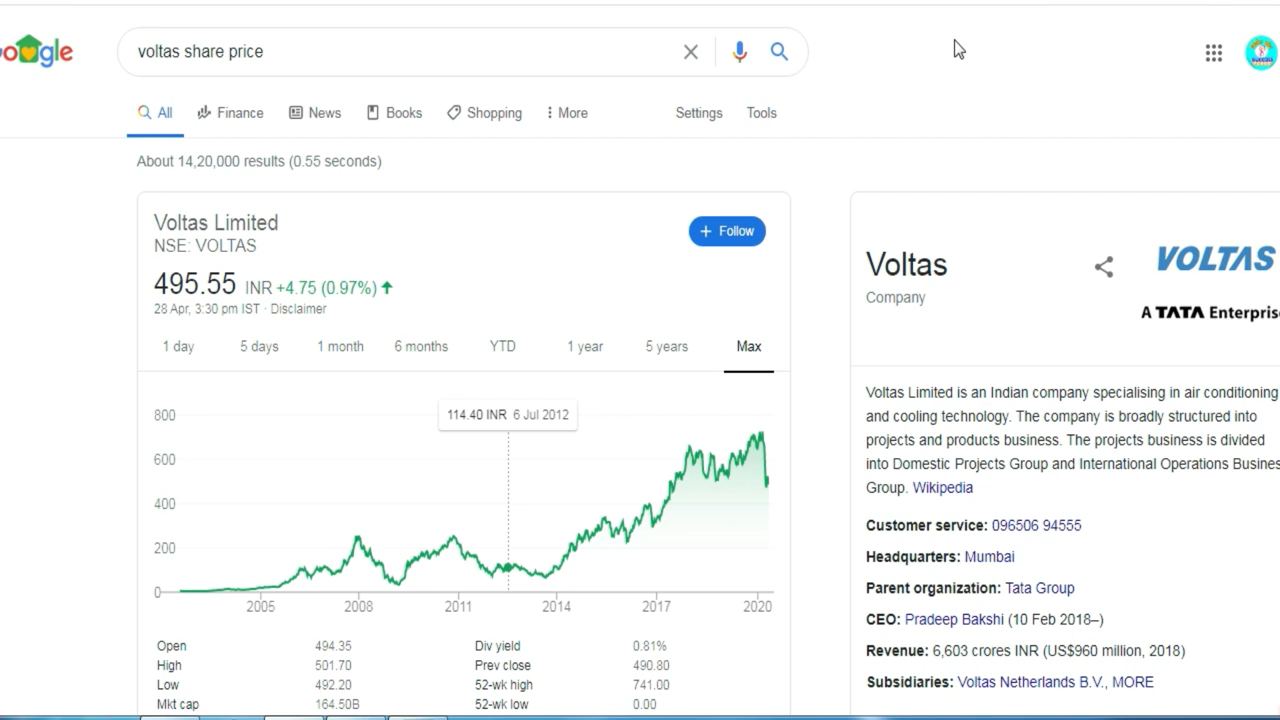 oogle
voltas share price
All Finance News Books Shopping More Settings Tools
About 14,20,000 results (0.55 seconds)
Voltas Limited
NSE: VOLTAS
+ Follow
495.55 INR +4.75 (0.97%)
28 Apr, 3:30 pm IST · Disclaimer
1 day 5 days 1 month 6 months YTD 1 year 5 years Max
114.40 INR 6 Jul 2012
800
600
400
200
0
2005 2008 2011 2014 2017 2020
Open 494.35 Div yield 0.81%
High 501.70 Prev close 490.80
Low 492.20 52-wk high 741.00
Mkt cap 164.50B 52-wk low 0.00
Voltas
Company
VOLTAS
A TATA Enterpris
Voltas Limited is an Indian company specialising in air conditioning
and cooling technology. The company is broadly structured into
projects and products business. The projects business is divided
into Domestic Projects Group and International Operations Busines
Group. Wikipedia
Customer service: 096506 94555
Headquarters: Mumbai
Parent organization: Tata Group
CEO: Pradeep Bakshi (10 Feb 2018–)
Revenue: 6,603 crores INR (US$960 million, 2018)
Subsidiaries: Voltas Netherlands B.V., MORE